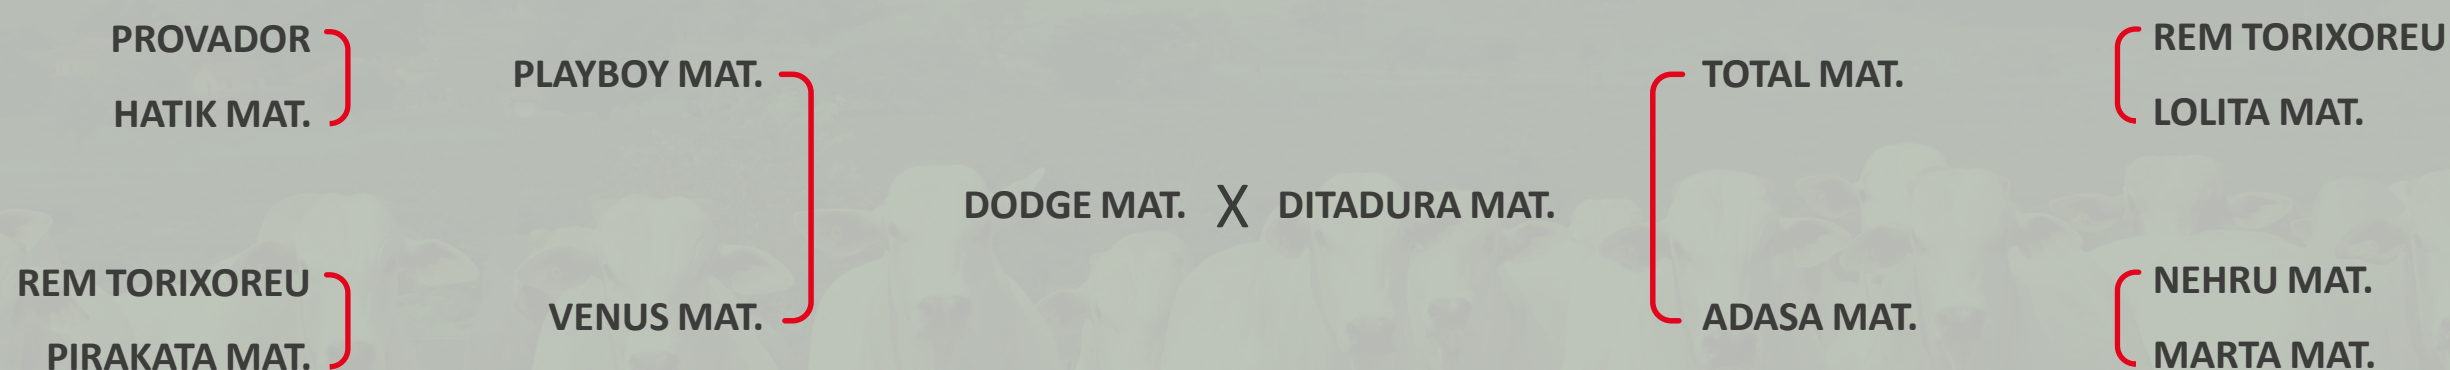 PROVADOR
HATIK MAT.
PLAYBOY MAT.
REM TORIXOREU
PIRAKATA MAT.
VENUS MAT.
DODGE MAT. X DITADURA MAT.
TOTAL MAT.
REM TORIXOREU
LOLITA MAT.
ADASA MAT.
NEHRU MAT.
MARTA MAT.